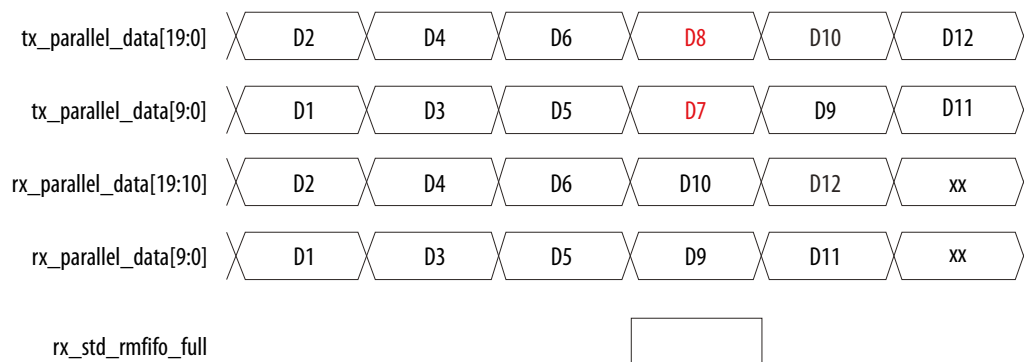 tx_parallel_data[19:0] D2 D4 D6 D8 D10 D12
tx_parallel_data[9:0] D1 D3 D5 D7 D9 D11
rx_parallel_data[19:10] D2 D4 D6 D10 D12 xx
rx_parallel_data[9:0] D1 D3 D5 D9 D11 xx
rx_std_rmfifo_full